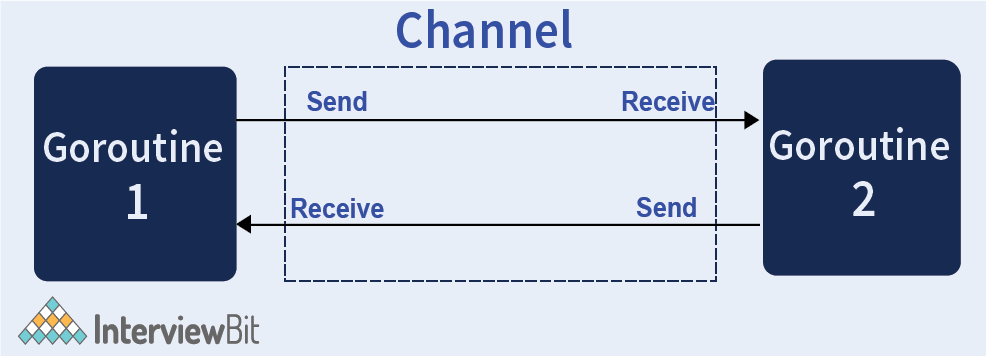 Channel
Send Receive
Goroutine
1
Goroutine
2
Receive Send
InterviewBit